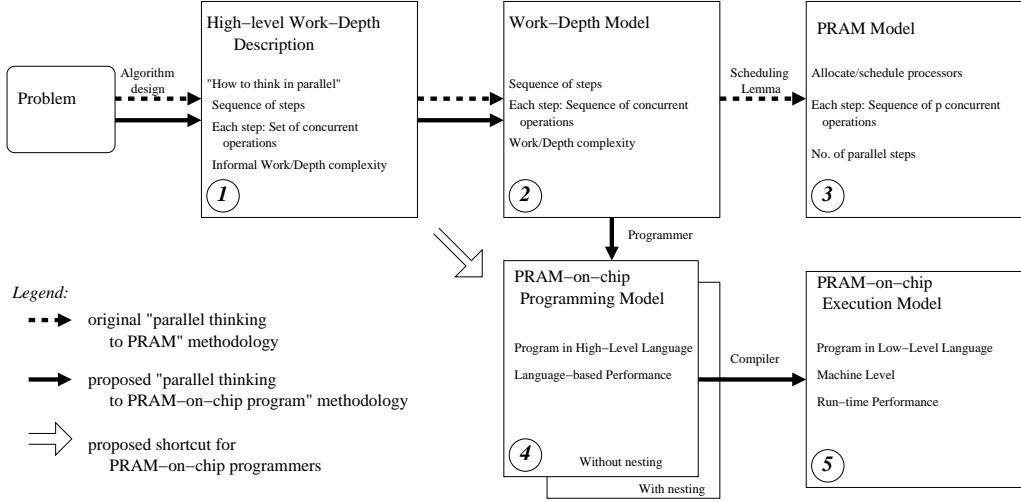 High-level Work-Depth
Description
"How to think in parallel"
Sequence of steps
Each step: Set of concurrent
operations
Informal Work/Depth complexity
1
Work-Depth Model
Sequence of steps
Each step: Sequence of concurrent
operations
Work/Depth complexity
2
PRAM Model
Allocate/schedule processors
Each step: Sequence of p concurrent
operations
No. of parallel steps
3
Problem
Algorithm
design
Scheduling
Lemma
Programmer
PRAM-on-chip
Programming Model
Program in High-Level Language
Language-based Performance
4
Without nesting
With nesting
Compiler
PRAM-on-chip
Execution Model
Program in Low-Level Language
Machine Level
Run-time Performance
5
Legend:
original "parallel thinking
to PRAM" methodology
proposed "parallel thinking
to PRAM-on-chip program" methodology
proposed shortcut for
PRAM-on-chip programmers